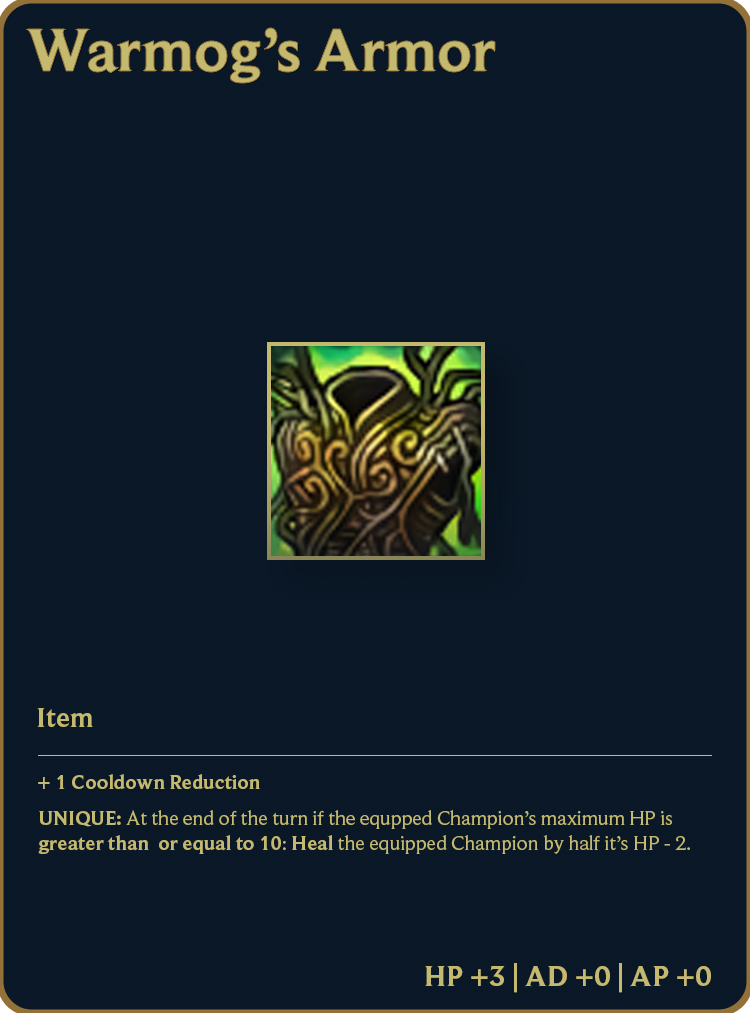 Warmog’s Armor
Item
+ 1 Cooldown Reduction
UNIQUE: At the end of the turn if the equpped Champion’s maximum HP is
greater than  or equal to 10: Heal the equipped Champion by half it’s HP - 2.
HP +3 | AD +0 | AP +0